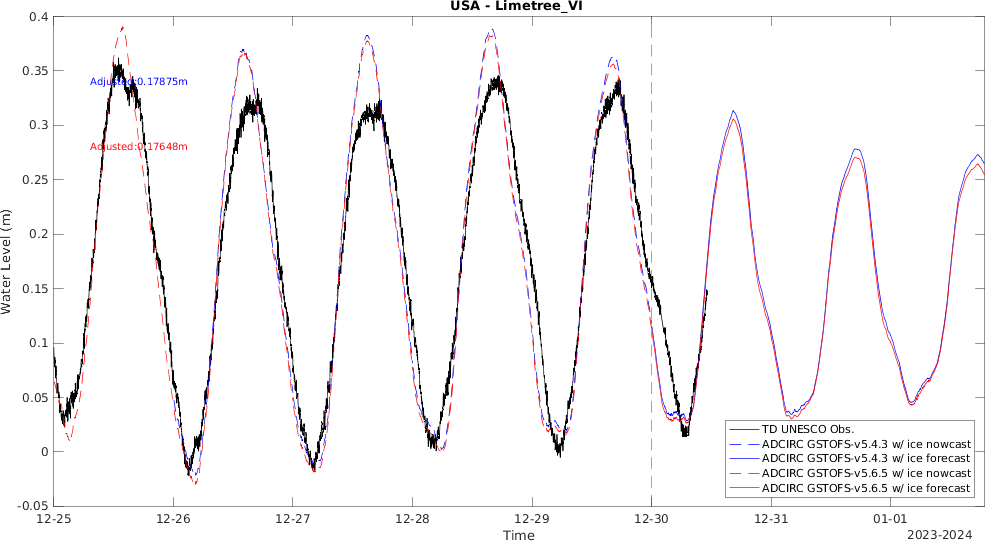 USA - Limetree_VI
0.4
0.35
0.3
0.25
0.2
0.15
0.1
0.05
0
-0.05
Water Level (m)
Adjusted:0.17875m
Adjusted:0.17648m
TD UNESCO Obs.
ADCIRC GSTOFS-v5.4.3 w/ ice nowcast
ADCIRC GSTOFS-v5.4.3 w/ ice forecast
ADCIRC GSTOFS-v5.6.5 w/ ice nowcast
ADCIRC GSTOFS-v5.6.5 w/ ice forecast
12-25 12-26 12-27 12-28 12-29 12-30 12-31 01-01
Time
2023-2024